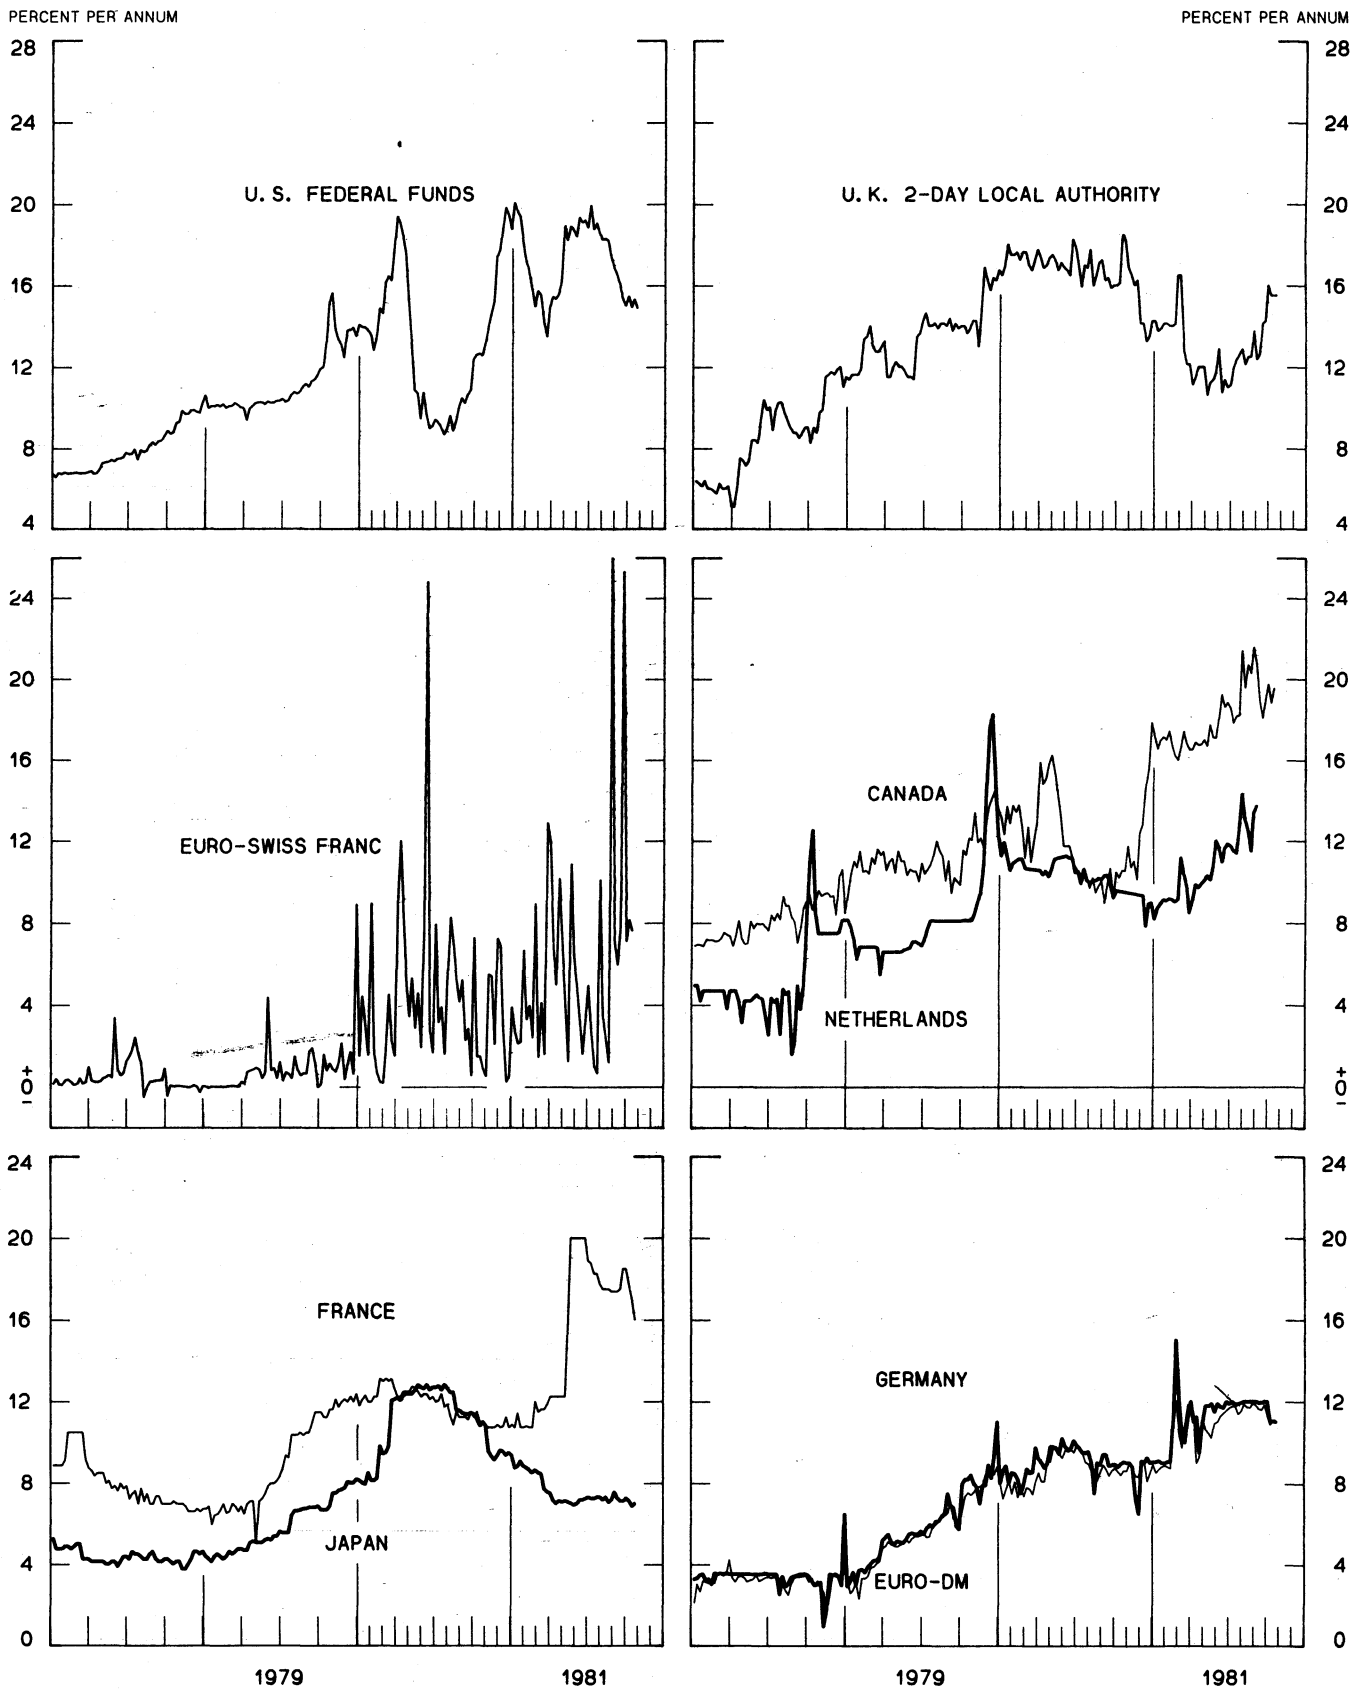 PERCENT PER ANNUM PERCENT PER ANNUM
28 28
24 24
U. S. FEDERAL FUNDS U. K. 2-DAY LOCAL AUTHORITY
20 20
16 16
12 12
8 8
4 4
24 24
20 20
16 16
CANADA
12 12
EURO-SWISS FRANC
8 8
NETHERLANDS
4 4
+ +
0 0
– –
24 24
20 20
FRANCE
16 16
GERMANY
12 12
8 8
JAPAN
4 4
EURO-DM
0 0
1979 1981 1979 1981